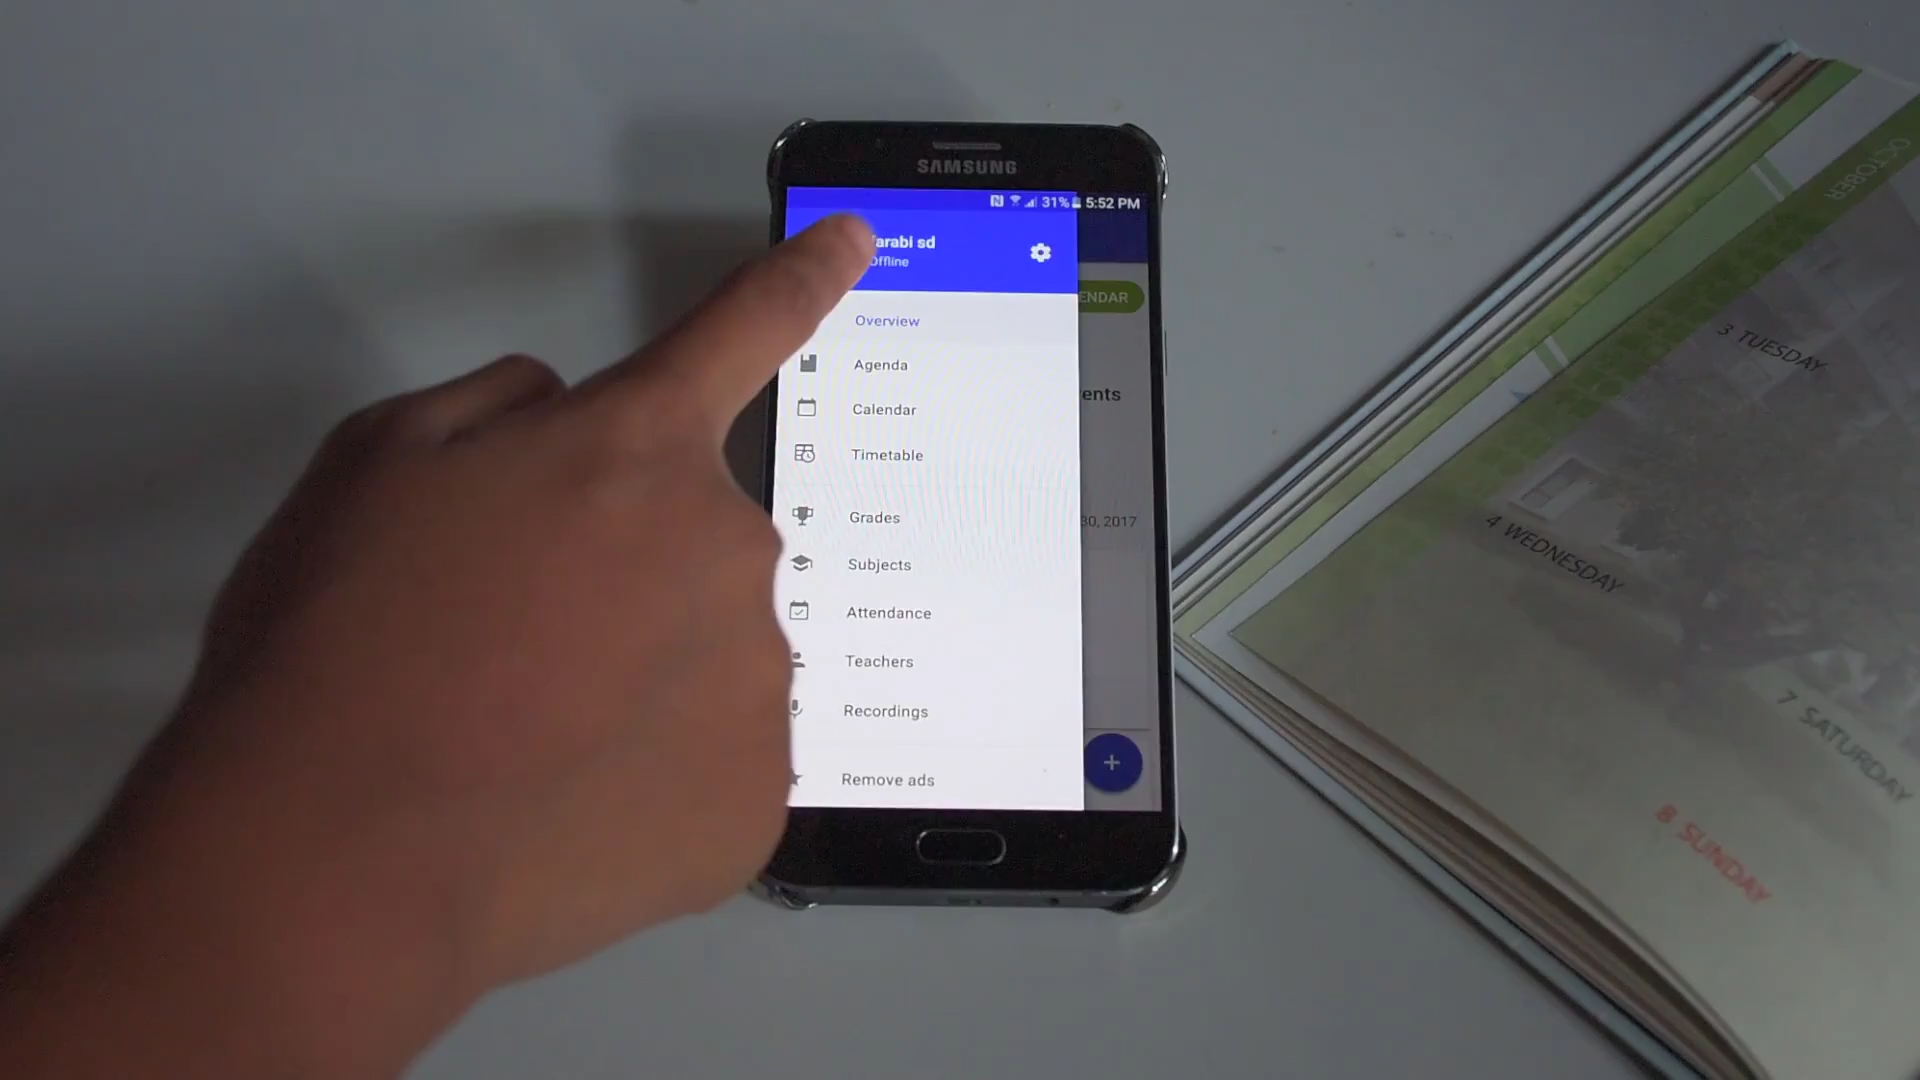 SAMSUNG
31% 5:52 PM
farabi sd
Offline
ENDAR
Overview
Agenda
ents
Calendar
Timetable
Grades
30, 2017
Subjects
Attendance
Teachers
Recordings
Remove ads
+
OCTOBER
3 TUESDAY
4 WEDNESDAY
7 SATURDAY
8 SUNDAY